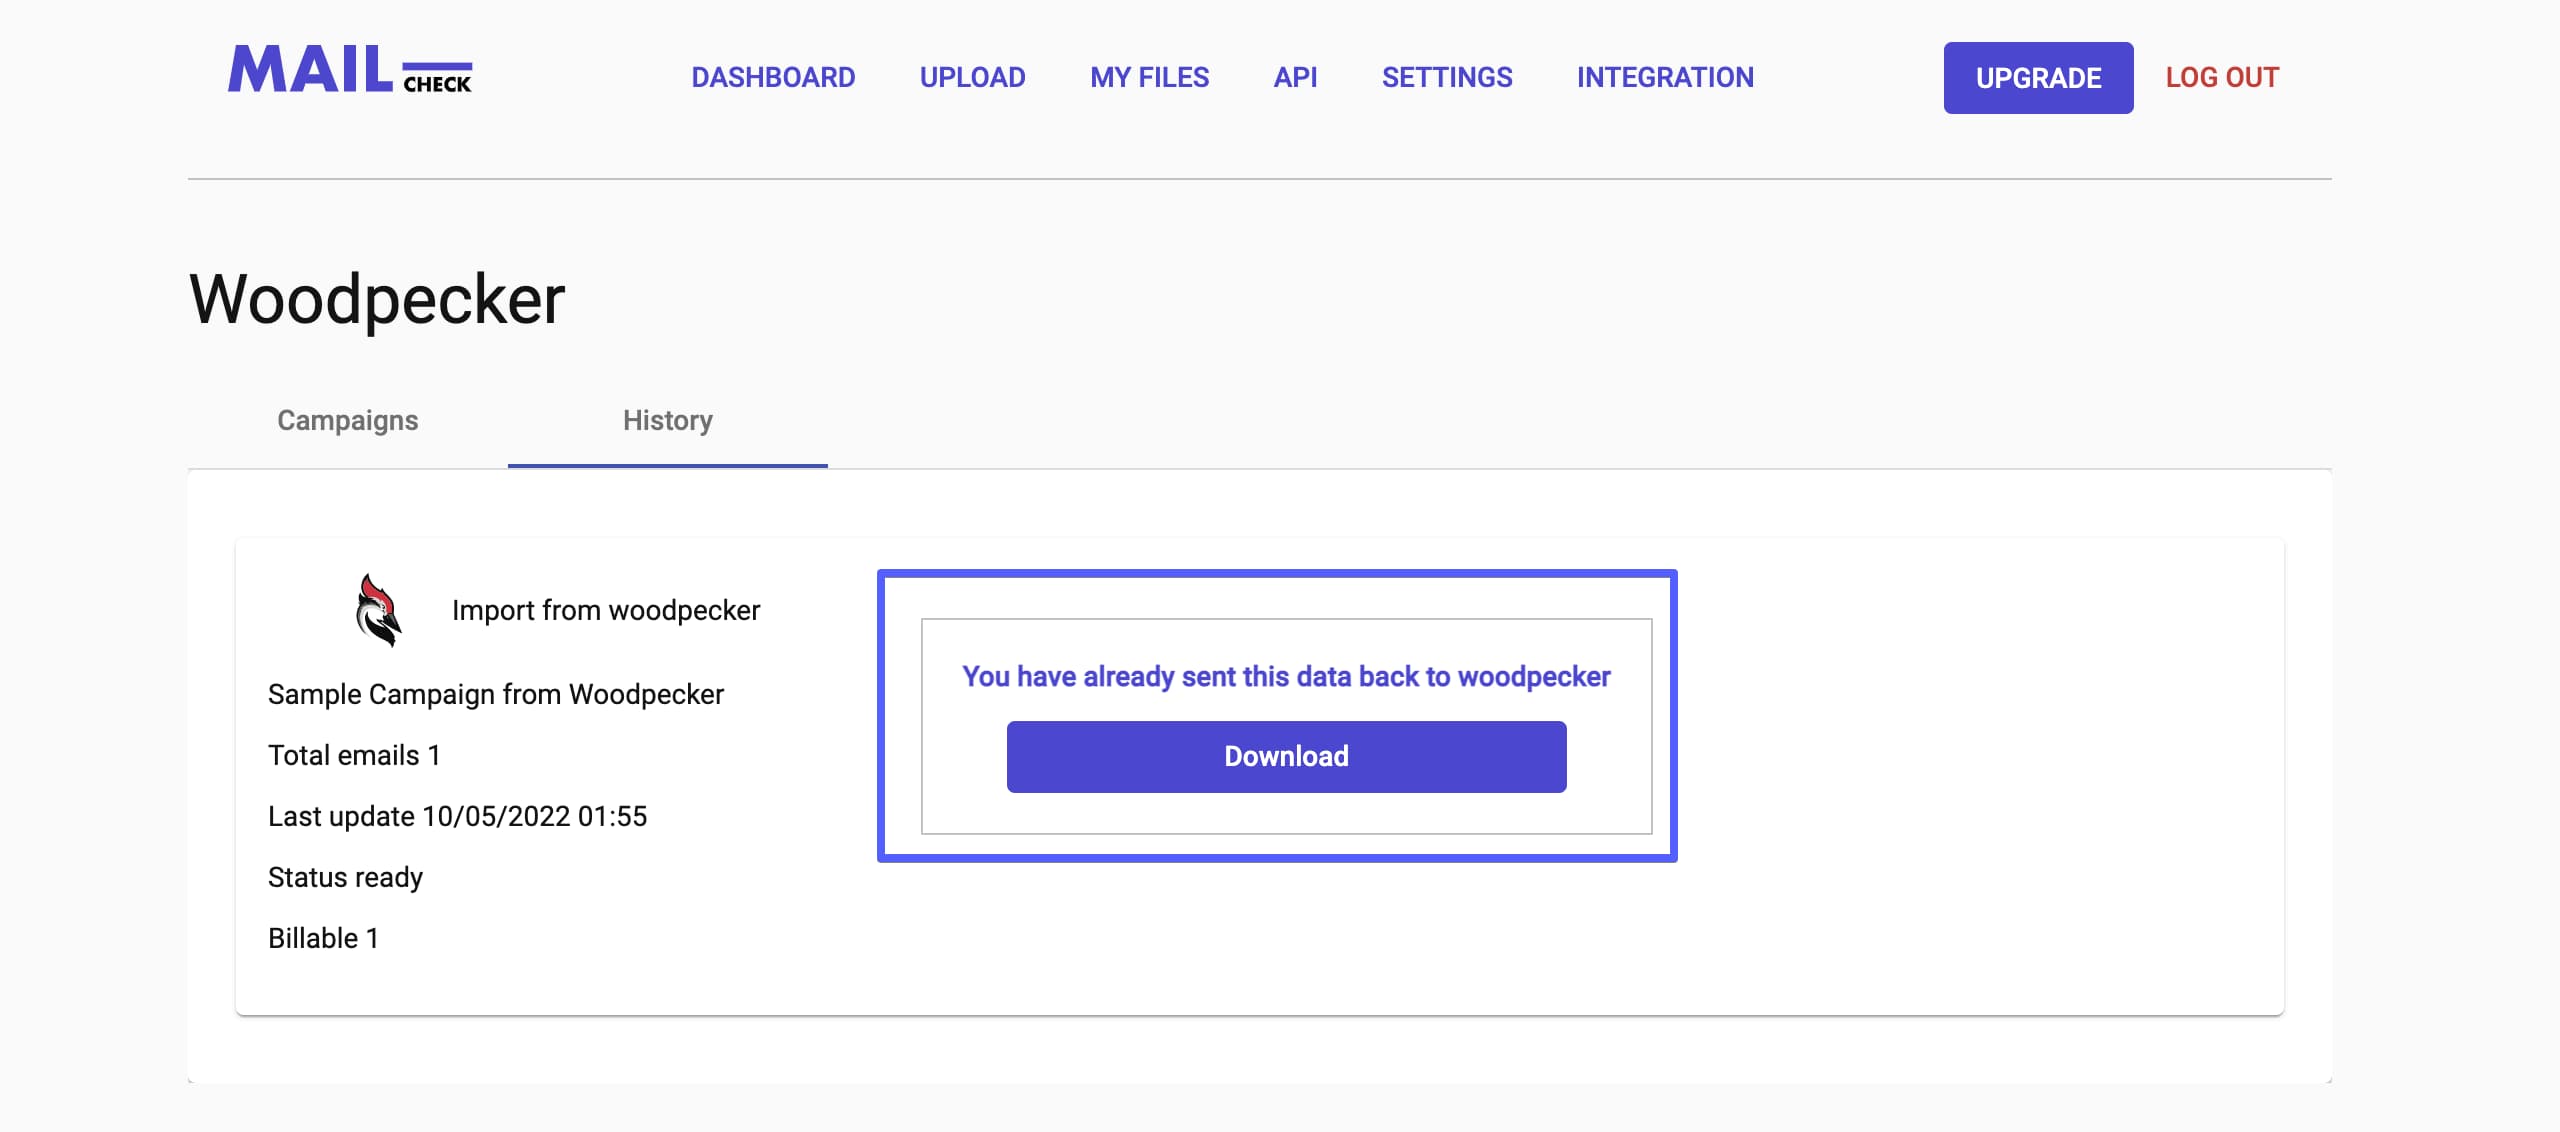 MAIL CHECK
DASHBOARD UPLOAD MY FILES API SETTINGS INTEGRATION UPGRADE LOG OUT
Woodpecker
Campaigns History
Import from woodpecker
Sample Campaign from Woodpecker
Total emails 1
Last update 10/05/2022 01:55
Status ready
Billable 1
You have already sent this data back to woodpecker
Download